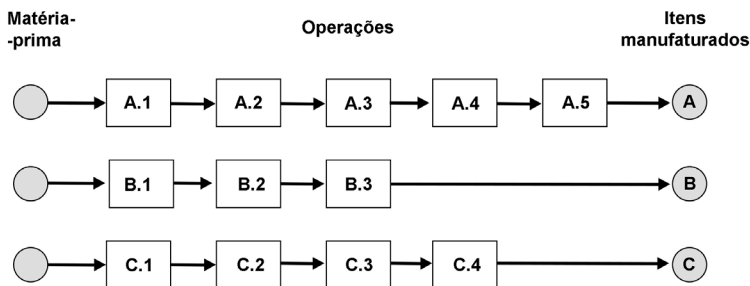 Matéria-
-prima
Operações
Itens
manufaturados
A.1 A.2 A.3 A.4 A.5 A
B.1 B.2 B.3 B
C.1 C.2 C.3 C.4 C